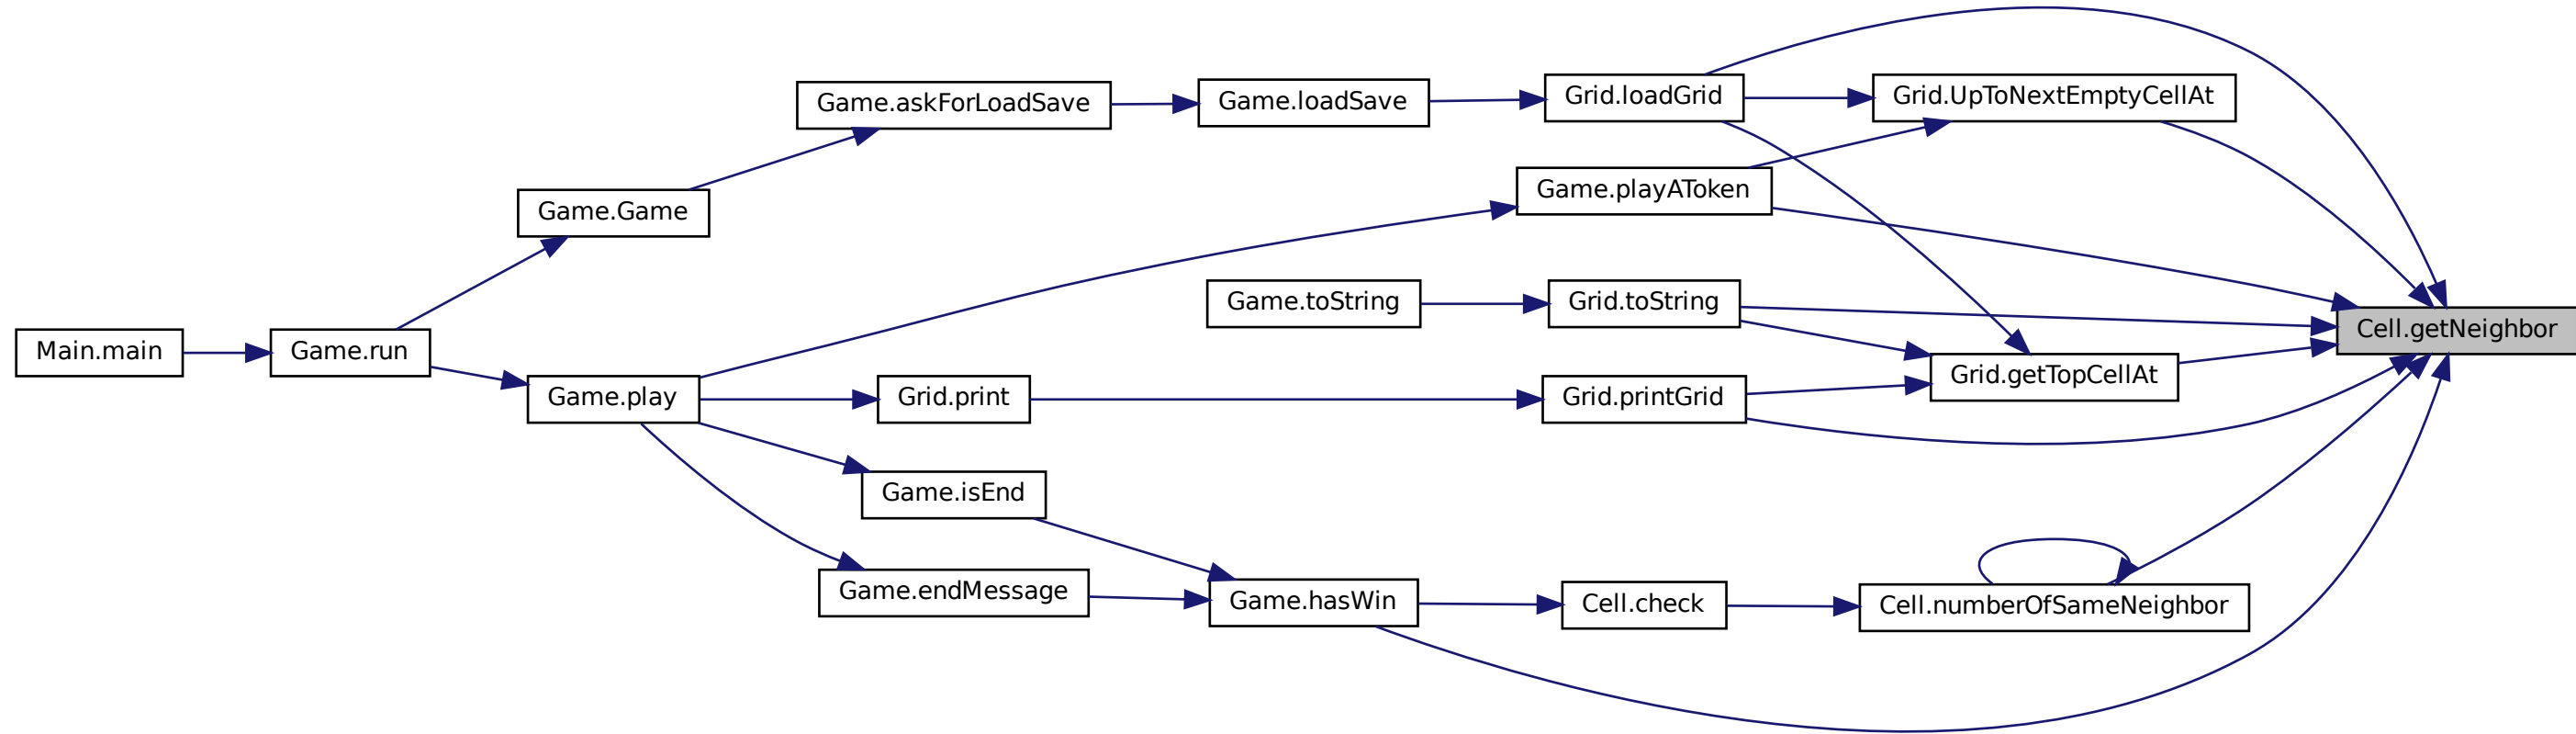 Main.main
Game.run
Game.Game
Game.askForLoadSave
Game.loadSave
Grid.loadGrid
Grid.UpToNextEmptyCellAt
Game.playAToken
Game.toString
Grid.toString
Cell.getNeighbor
Grid.getTopCellAt
Game.play
Grid.print
Grid.printGrid
Game.isEnd
Game.endMessage
Game.hasWin
Cell.check
Cell.numberOfSameNeighbor